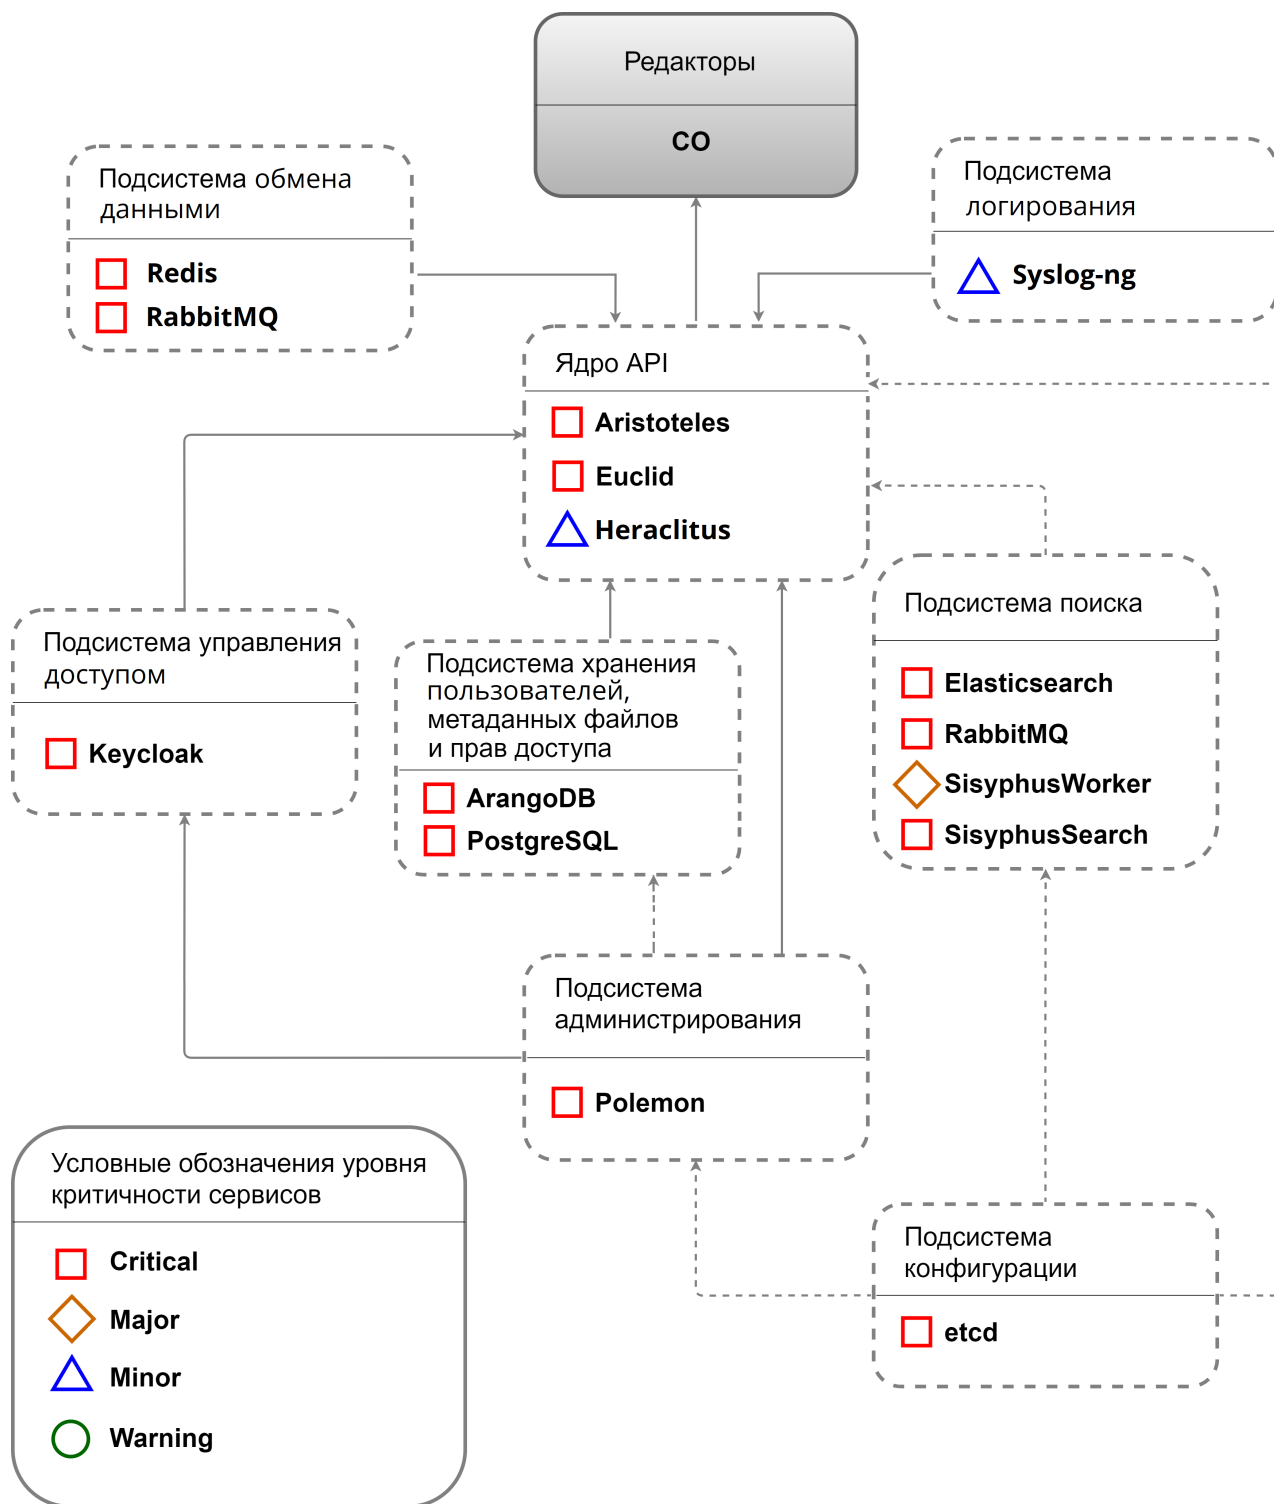 Редакторы
CO
Подсистема обмена
данными
Redis
RabbitMQ
Подсистема
логирования
Syslog-ng
Ядро API
Aristoteles
Euclid
Heraclitus
Подсистема управления
доступом
Keycloak
Подсистема хранения
пользователей,
метаданных файлов
и прав доступа
ArangoDB
PostgreSQL
Подсистема поиска
Elasticsearch
RabbitMQ
SisyphusWorker
SisyphusSearch
Подсистема
администрирования
Polemon
Условные обозначения уровня
критичности сервисов
Critical
Major
Minor
Warning
Подсистема
конфигурации
etcd